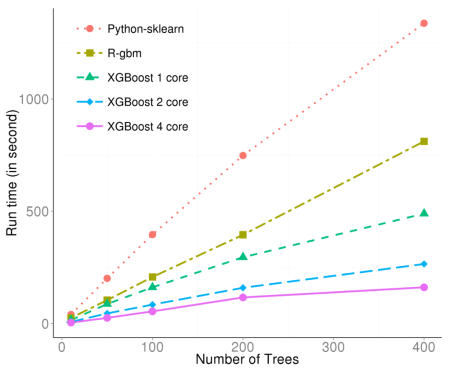 Python-sklearn
R-gbm
XGBoost 1 core
XGBoost 2 core
XGBoost 4 core
1000
500
0
Run time (in second)
0 100 200 300 400
Number of Trees